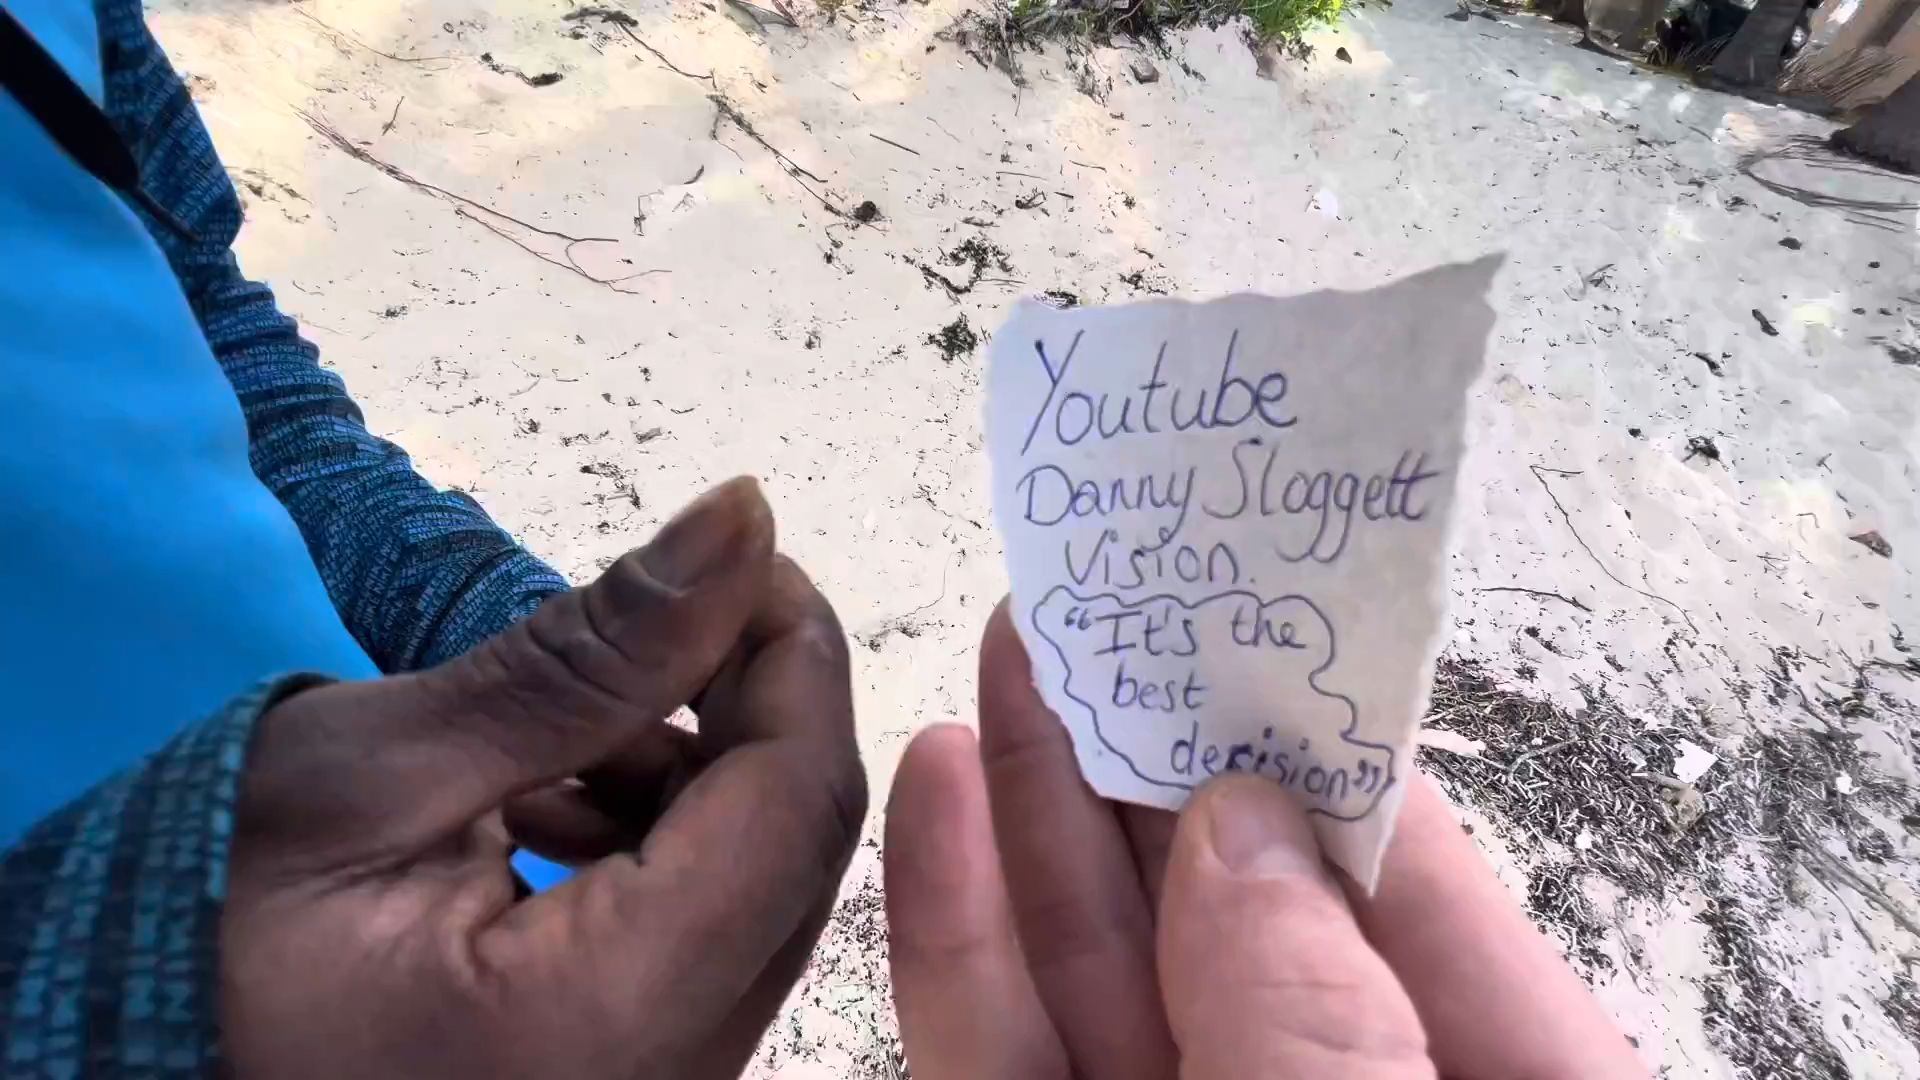 Youtube
Danny Sloggett
Vision.
"It's the
best
decision"